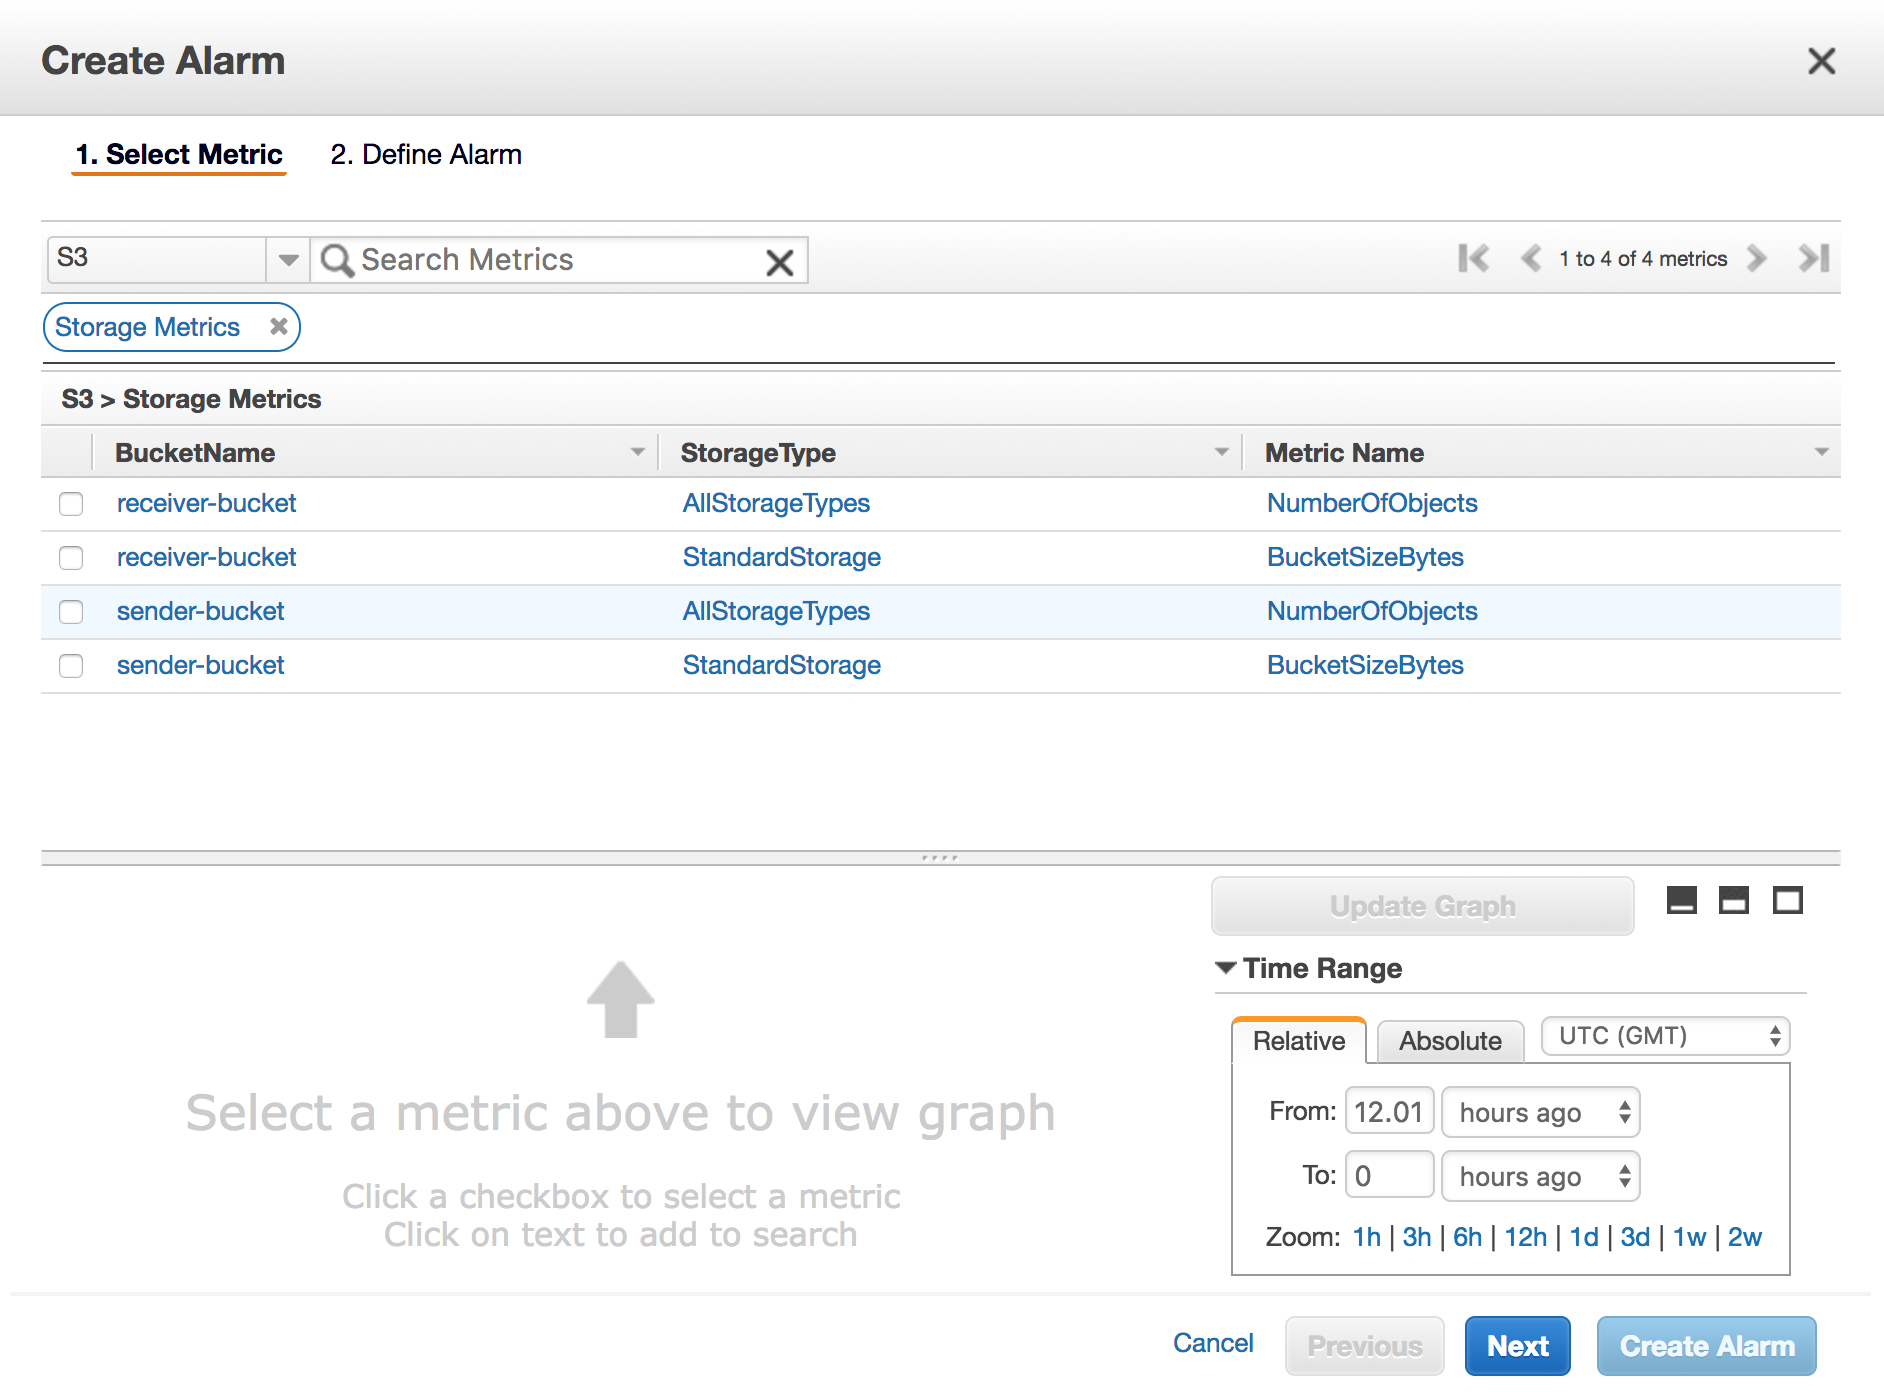 Create Alarm
1. Select Metric 2. Define Alarm
S3 Search Metrics 1 to 4 of 4 metrics
Storage Metrics
S3 > Storage Metrics
BucketName StorageType Metric Name
receiver-bucket AllStorageTypes NumberOfObjects
receiver-bucket StandardStorage BucketSizeBytes
sender-bucket AllStorageTypes NumberOfObjects
sender-bucket StandardStorage BucketSizeBytes
Update Graph
Time Range
Relative Absolute UTC (GMT)
From: 12.01 hours ago
To: 0 hours ago
Zoom: 1h | 3h | 6h | 12h | 1d | 3d | 1w | 2w
Select a metric above to view graph
Click a checkbox to select a metric
Click on text to add to search
Cancel Previous Next Create Alarm